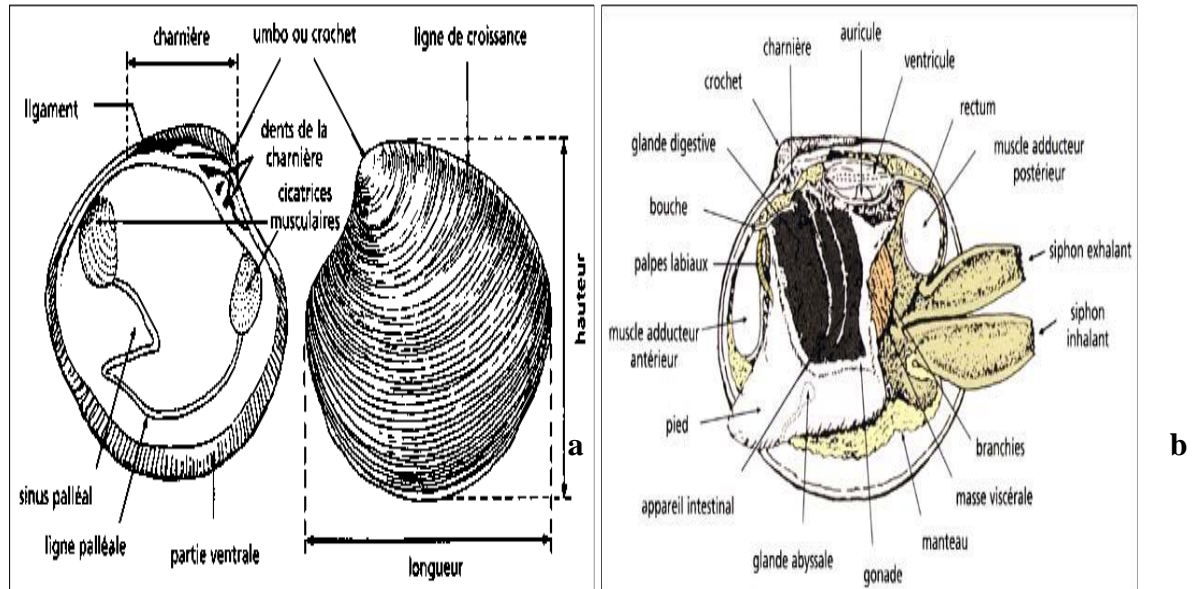 charnière
umbo ou crochet
ligne de croissance
ligament
dents de la
charnière
cicatrices
musculaires
hauteur
sinus palléal
ligne palléale
partie ventrale
longueur
a
auricule
charnière
ventricule
crochet
rectum
glande digestive
muscle adducteur
postérieur
bouche
siphon exhalant
palpes labiaux
siphon
inhalant
muscle adducteur
antérieur
pied
branchies
appareil intestinal
masse viscérale
manteau
glande abyssale
gonade
b